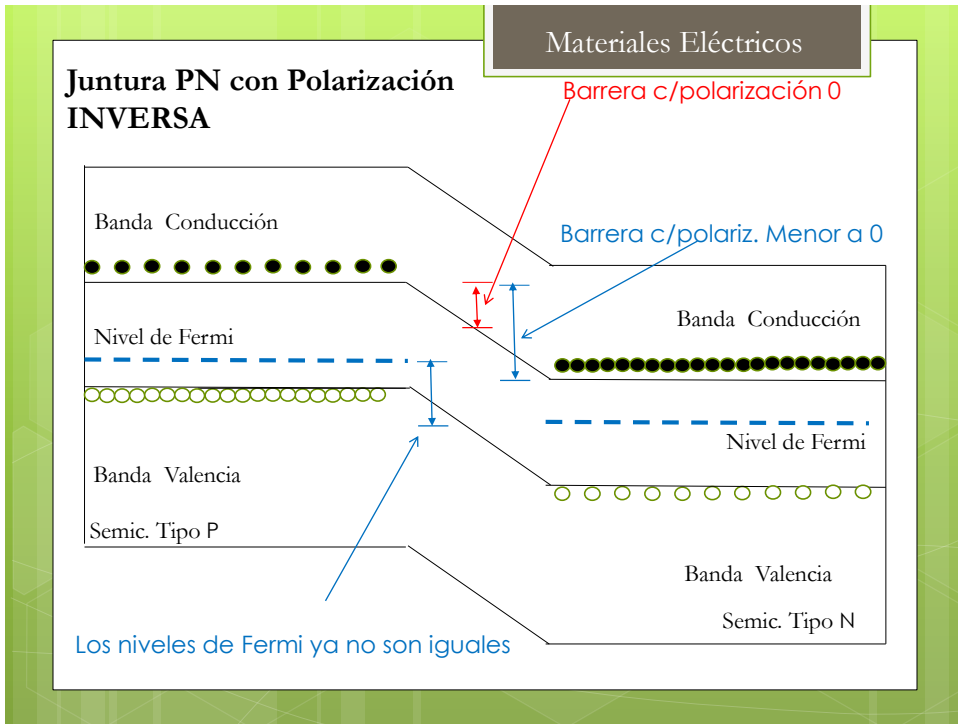 Materiales Eléctricos
Juntura PN con Polarización
INVERSA
Barrera c/polarización 0
Banda Conducción
Barrera c/polariz. Menor a 0
Banda Conducción
Nivel de Fermi
Nivel de Fermi
Banda Valencia
Semic. Tipo P
Banda Valencia
Semic. Tipo N
Los niveles de Fermi ya no son iguales